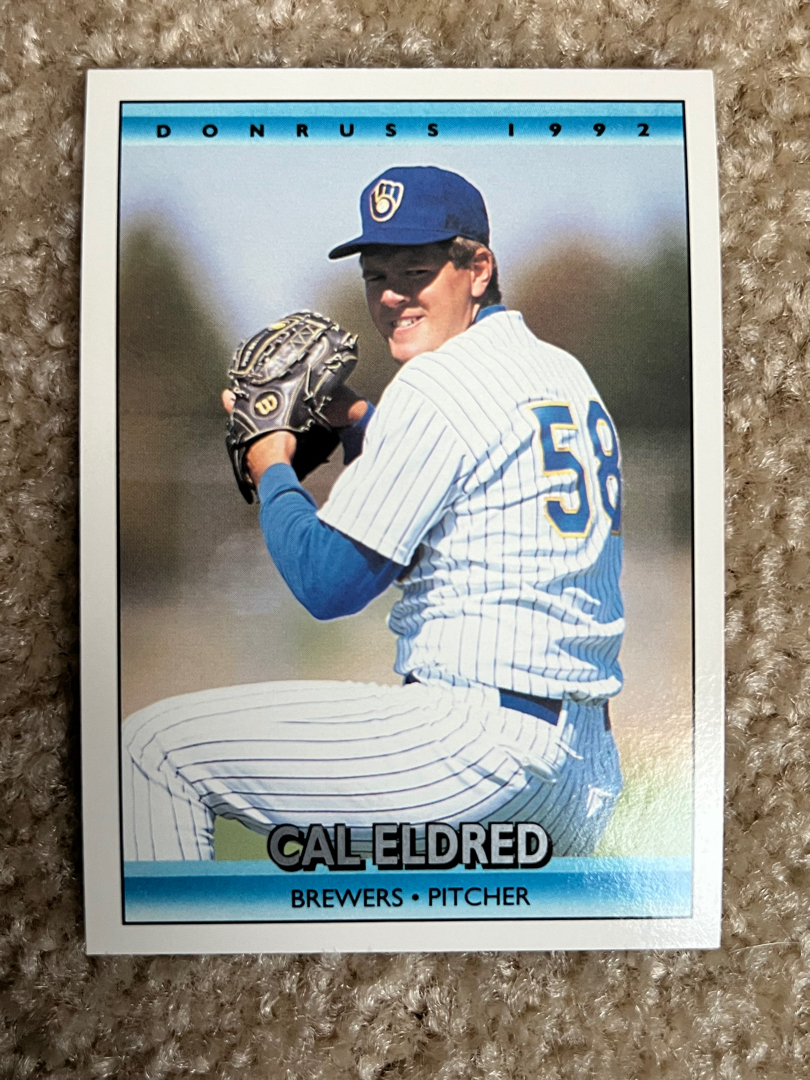 DONRUSS 1992
58
CAL ELDRED
BREWERS • PITCHER